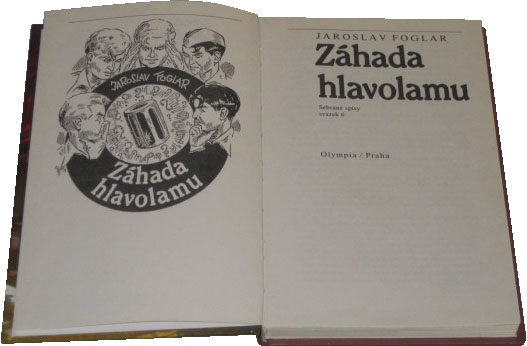 JAROSLAV FOGLAR
Záhada
hlavolamu
JAROSLAV FOGLAR
Záhada
hlavolamu
Sebrané spisy
svazek 6
Olympia / Praha